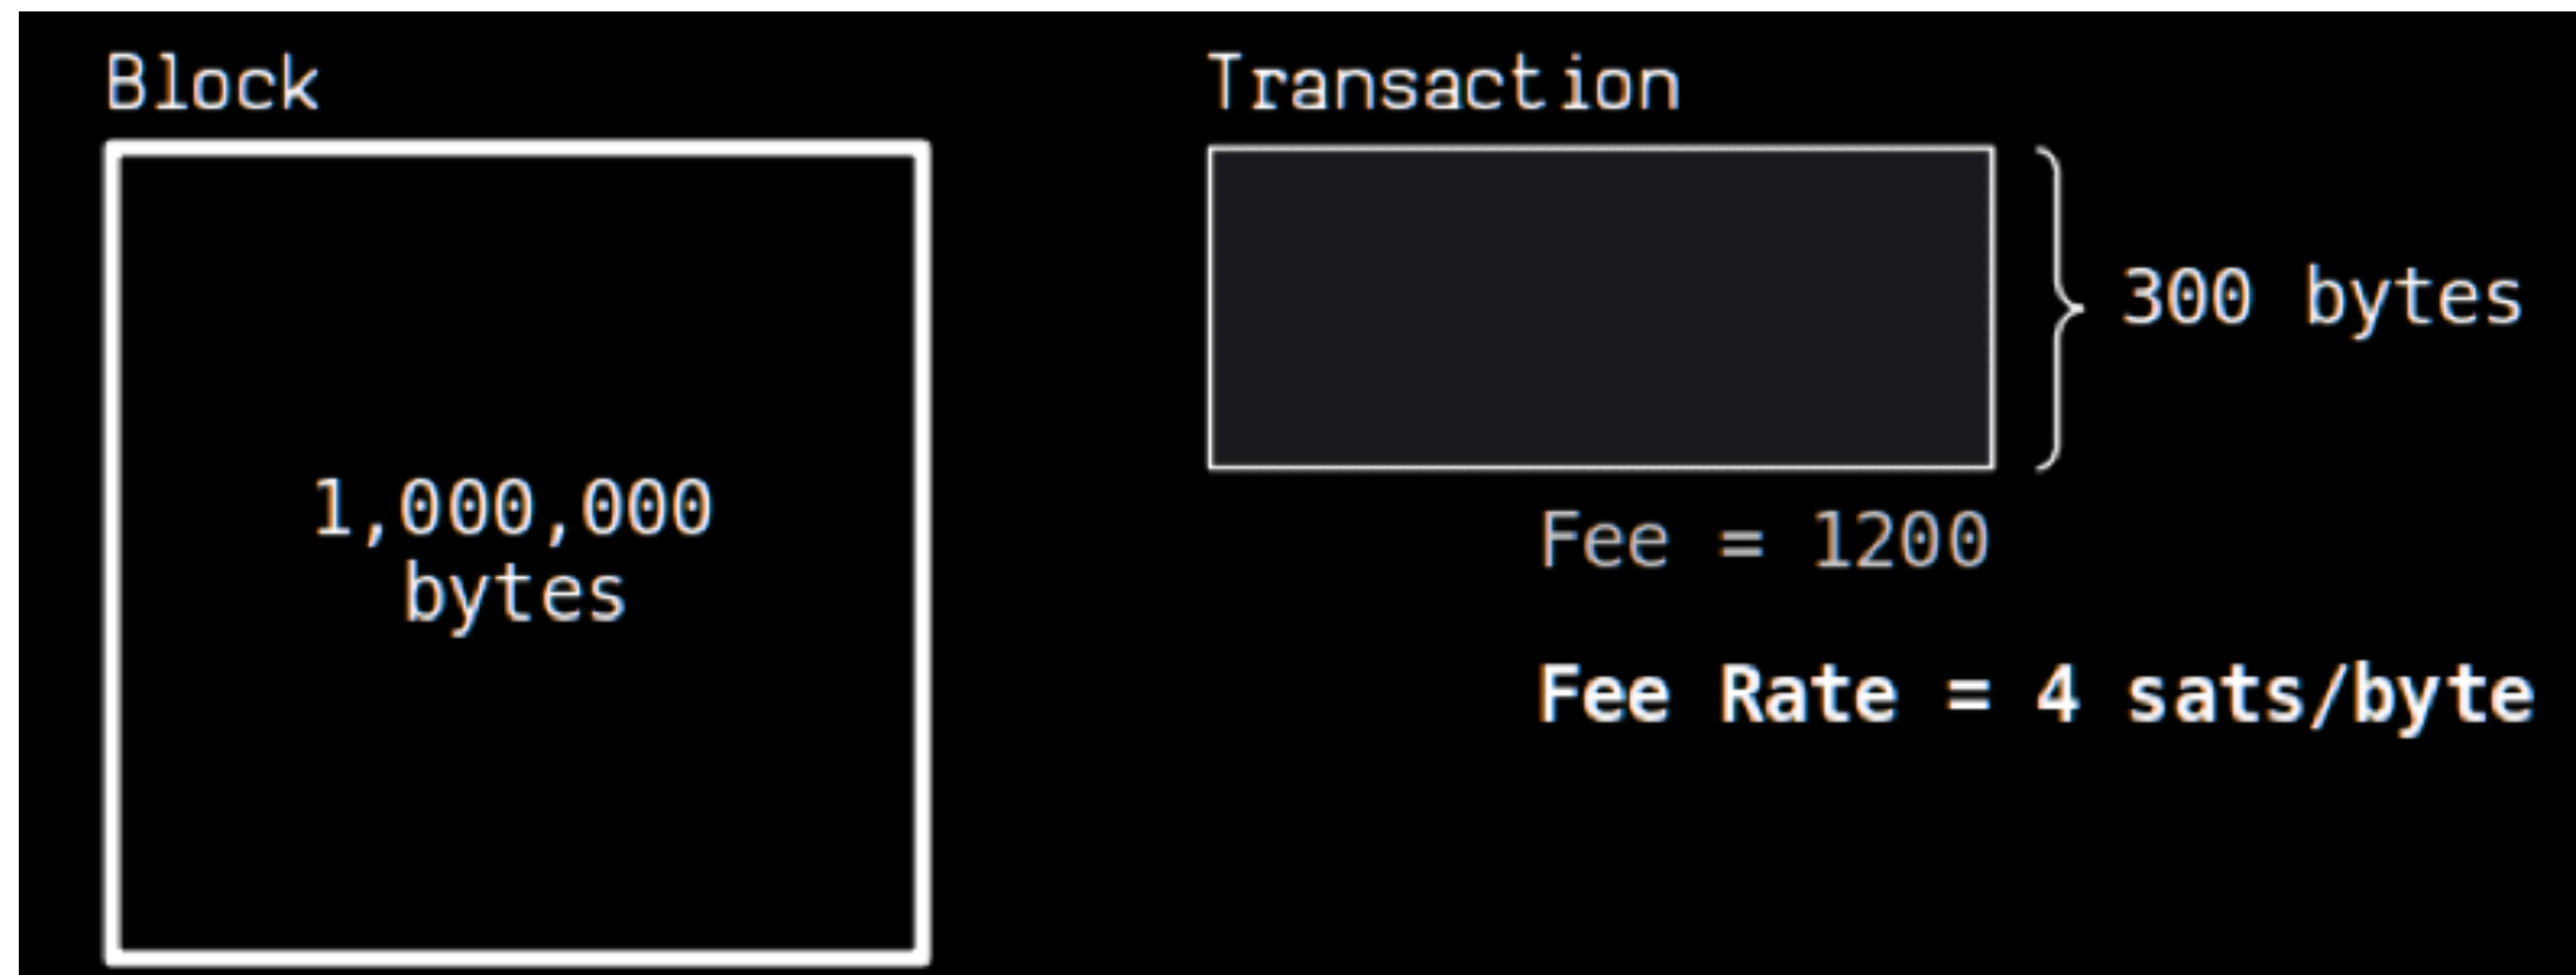 Block
1,000,000
bytes
Transaction
300 bytes
Fee = 1200
Fee Rate = 4 sats/byte